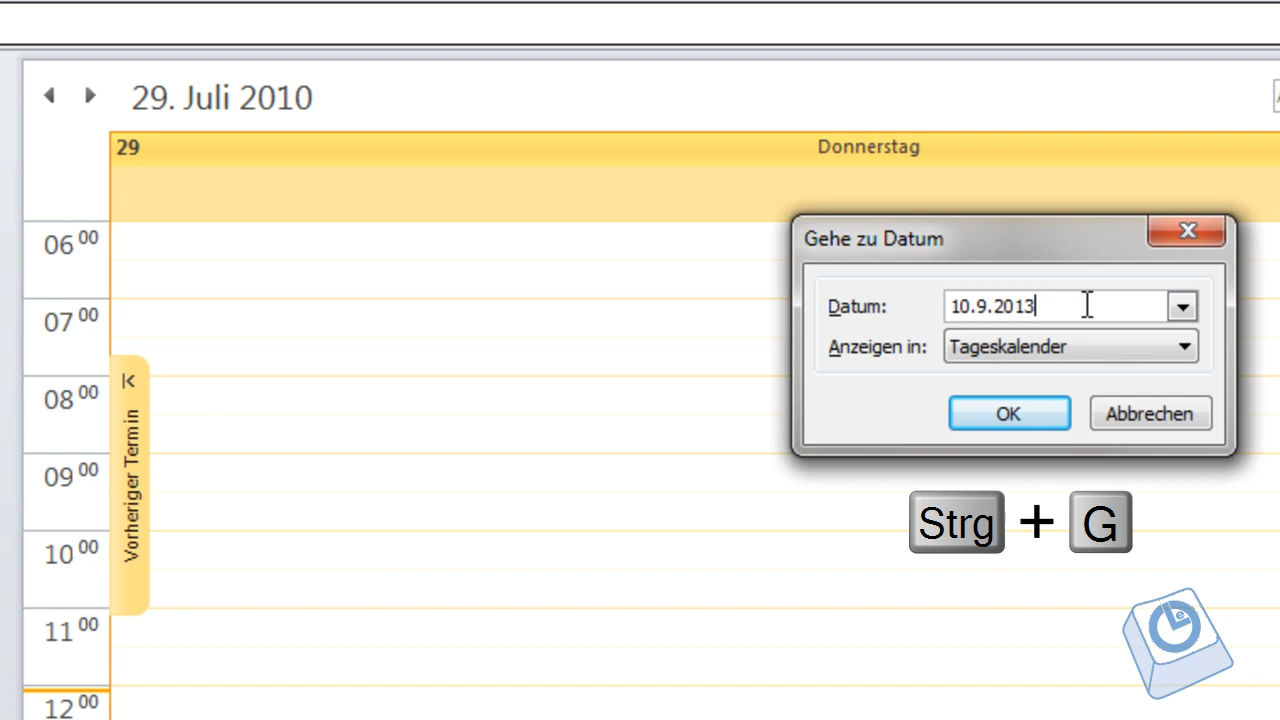 29. Juli 2010
29
Donnerstag
06 00
07 00
08 00
09 00
10 00
11 00
12 00
Vorheriger Termin
Gehe zu Datum
Datum: 10.9.2013
Anzeigen in: Tageskalender
OK Abbrechen
Strg + G